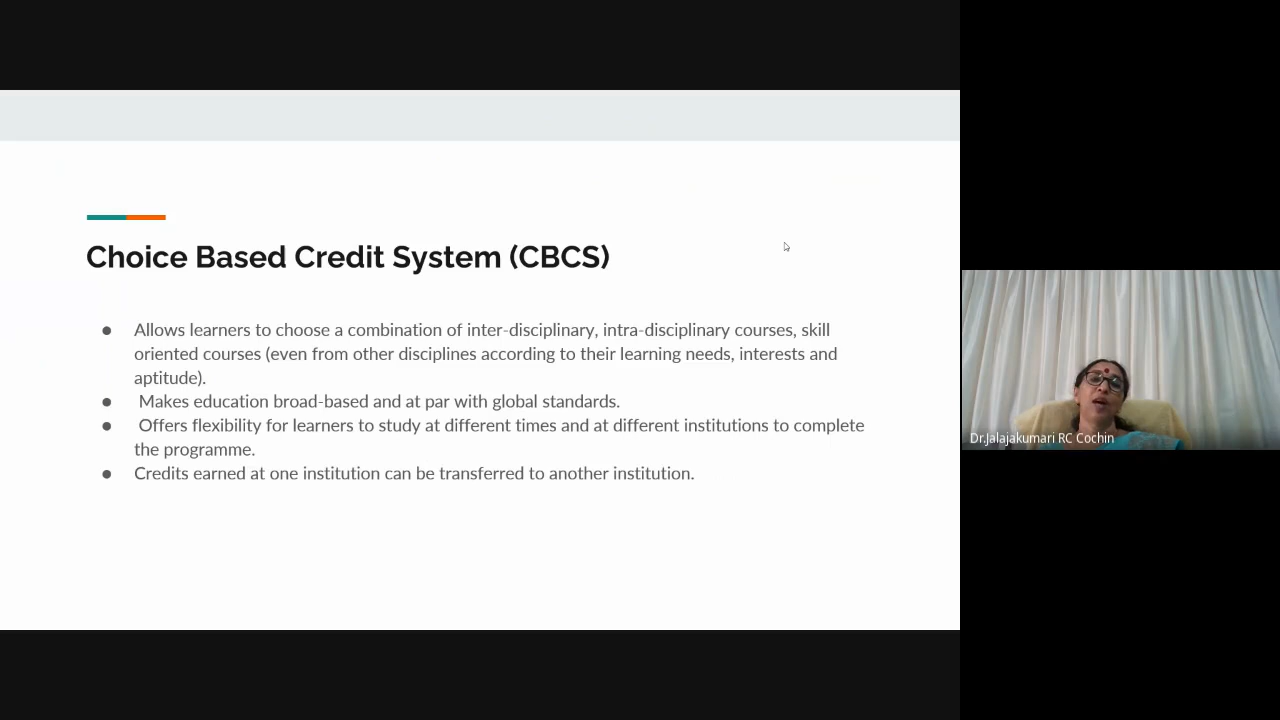 Choice Based Credit System (CBCS)
● Allows learners to choose a combination of inter-disciplinary, intra-disciplinary courses, skill
oriented courses (even from other disciplines according to their learning needs, interests and
aptitude).
● Makes education broad-based and at par with global standards.
● Offers flexibility for learners to study at different times and at different institutions to complete
the programme.
● Credits earned at one institution can be transferred to another institution.
Dr.Jalajakumari RC Cochin